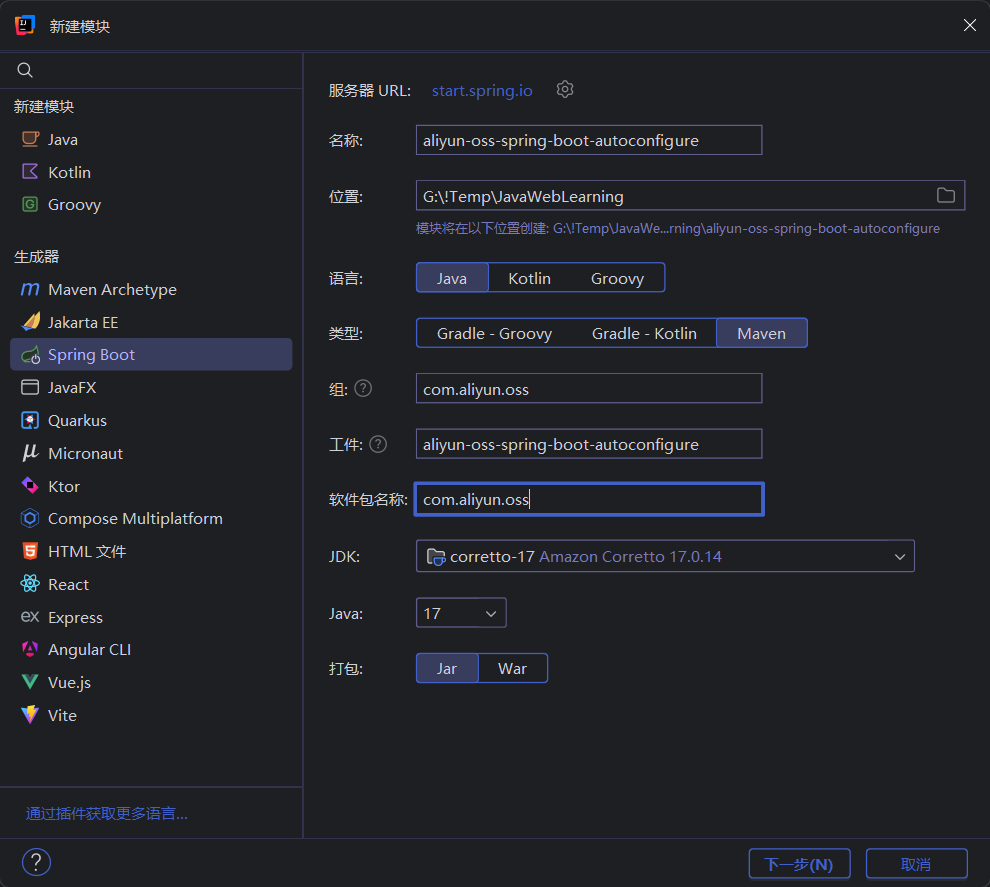 新建模块
新建模块
Java
Kotlin
Groovy
生成器
Maven Archetype
Jakarta EE
Spring Boot
JavaFX
Quarkus
Micronaut
Ktor
Compose Multiplatform
HTML 文件
React
Express
Angular CLI
Vue.js
Vite
通过插件获取更多语言...
服务器 URL: start.spring.io
名称: aliyun-oss-spring-boot-autoconfigure
位置: G:\!Temp\JavaWebLearning
模块将在以下位置创建: G:\!Temp\JavaWe...rning\aliyun-oss-spring-boot-autoconfigure
语言: Java Kotlin Groovy
类型: Gradle - Groovy Gradle - Kotlin Maven
组: ? com.aliyun.oss
工件: ? aliyun-oss-spring-boot-autoconfigure
软件包名称: com.aliyun.oss
JDK: corretto-17 Amazon Corretto 17.0.14
Java: 17
打包: Jar War
? 下一步(N) 取消